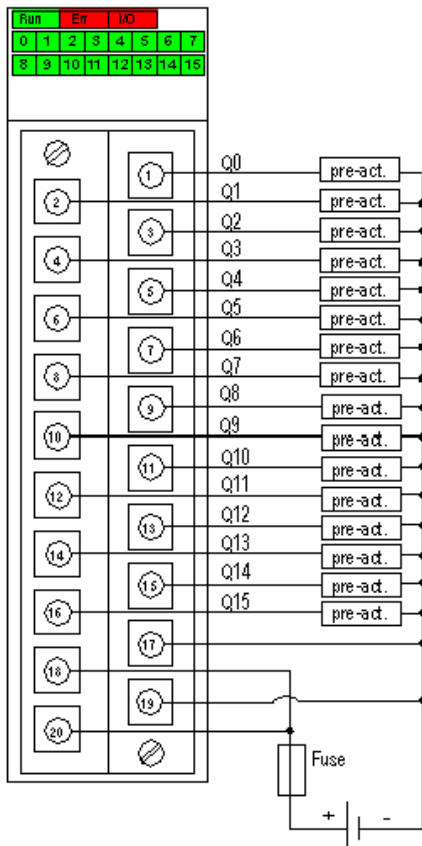 Run Err I/O
0 1 2 3 4 5 6 7
8 9 10 11 12 13 14 15
1 Q0 pre-act.
2 Q1 pre-act.
3 Q2 pre-act.
4 Q3 pre-act.
5 Q4 pre-act.
6 Q5 pre-act.
7 Q6 pre-act.
8 Q7 pre-act.
9 Q8 pre-act.
10 Q9 pre-act.
11 Q10 pre-act.
12 Q11 pre-act.
13 Q12 pre-act.
14 Q13 pre-act.
15 Q14 pre-act.
16 Q15 pre-act.
17
18
19
20
Fuse
+ -